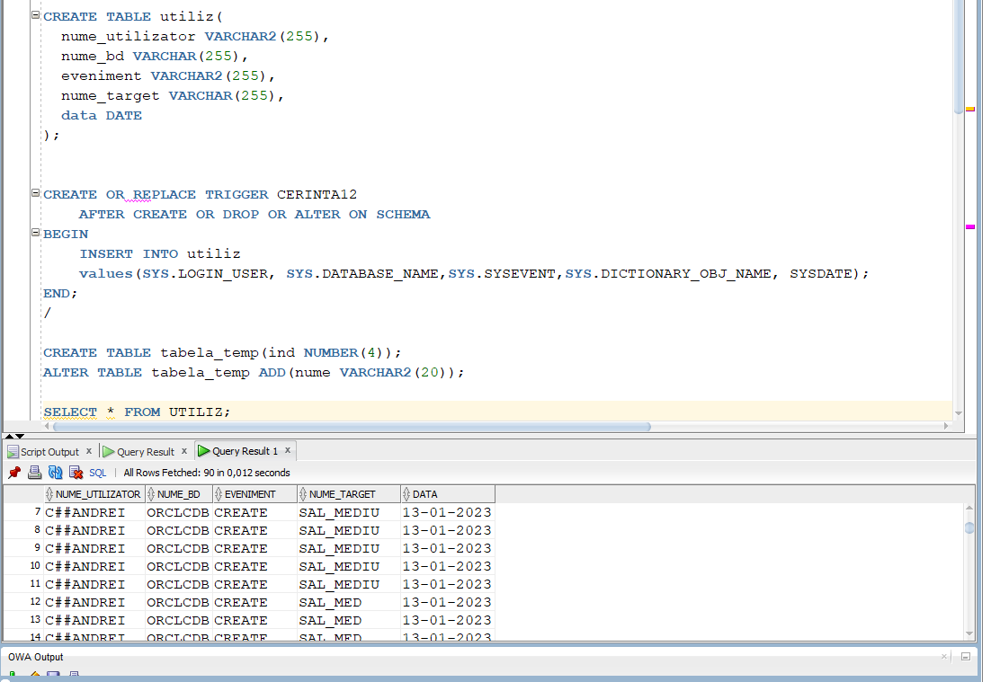 CREATE TABLE utiliz(
nume_utilizator VARCHAR2(255),
nume_bd VARCHAR(255),
eveniment VARCHAR2(255),
nume_target VARCHAR(255),
data DATE
);
CREATE OR REPLACE TRIGGER CERINTA12
AFTER CREATE OR DROP OR ALTER ON SCHEMA
BEGIN
INSERT INTO utiliz
values(SYS.LOGIN_USER, SYS.DATABASE_NAME,SYS.SYSEVENT,SYS.DICTIONARY_OBJ_NAME, SYSDATE);
END;
/
CREATE TABLE tabela_temp(ind NUMBER(4));
ALTER TABLE tabela_temp ADD(nume VARCHAR2(20));
SELECT * FROM UTILIZ;
Script Output x Query Result x Query Result 1 x
SQL | All Rows Fetched: 90 in 0,012 seconds
NUME_UTILIZATOR NUME_BD EVENIMENT NUME_TARGET DATA
7 C##ANDREI ORCLCDB CREATE SAL_MEDIU 13-01-2023
8 C##ANDREI ORCLCDB CREATE SAL_MEDIU 13-01-2023
9 C##ANDREI ORCLCDB CREATE SAL_MEDIU 13-01-2023
10 C##ANDREI ORCLCDB CREATE SAL_MEDIU 13-01-2023
11 C##ANDREI ORCLCDB CREATE SAL_MEDIU 13-01-2023
12 C##ANDREI ORCLCDB CREATE SAL_MED 13-01-2023
13 C##ANDREI ORCLCDB CREATE SAL_MED 13-01-2023
14 C##ANDREI ORCLCDB CREATE SAL_MED 13-01-2023
OWA Output